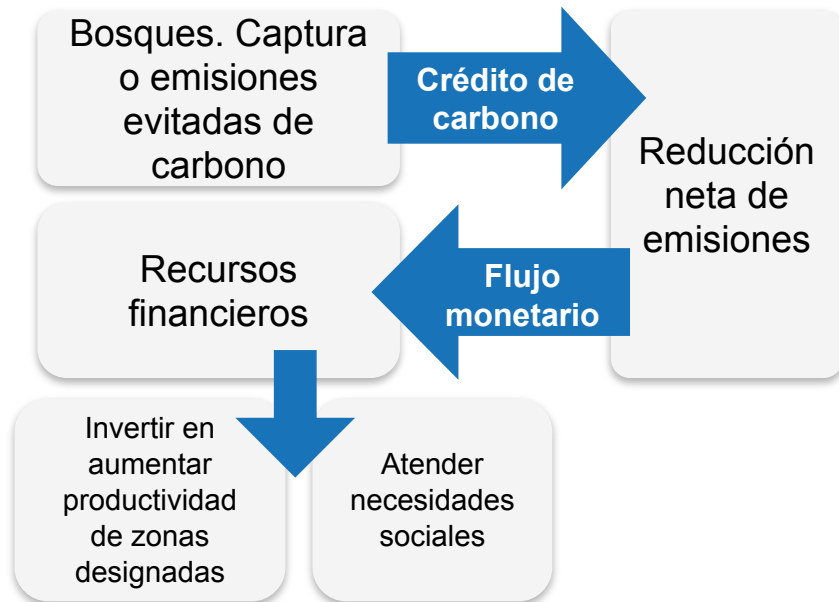 Bosques. Captura
o emisiones
evitadas de
carbono
Crédito de
carbono
Reducción
neta de
emisiones
Recursos
financieros
Flujo
monetario
Invertir en
aumentar
productividad
de zonas
designadas
Atender
necesidades
sociales